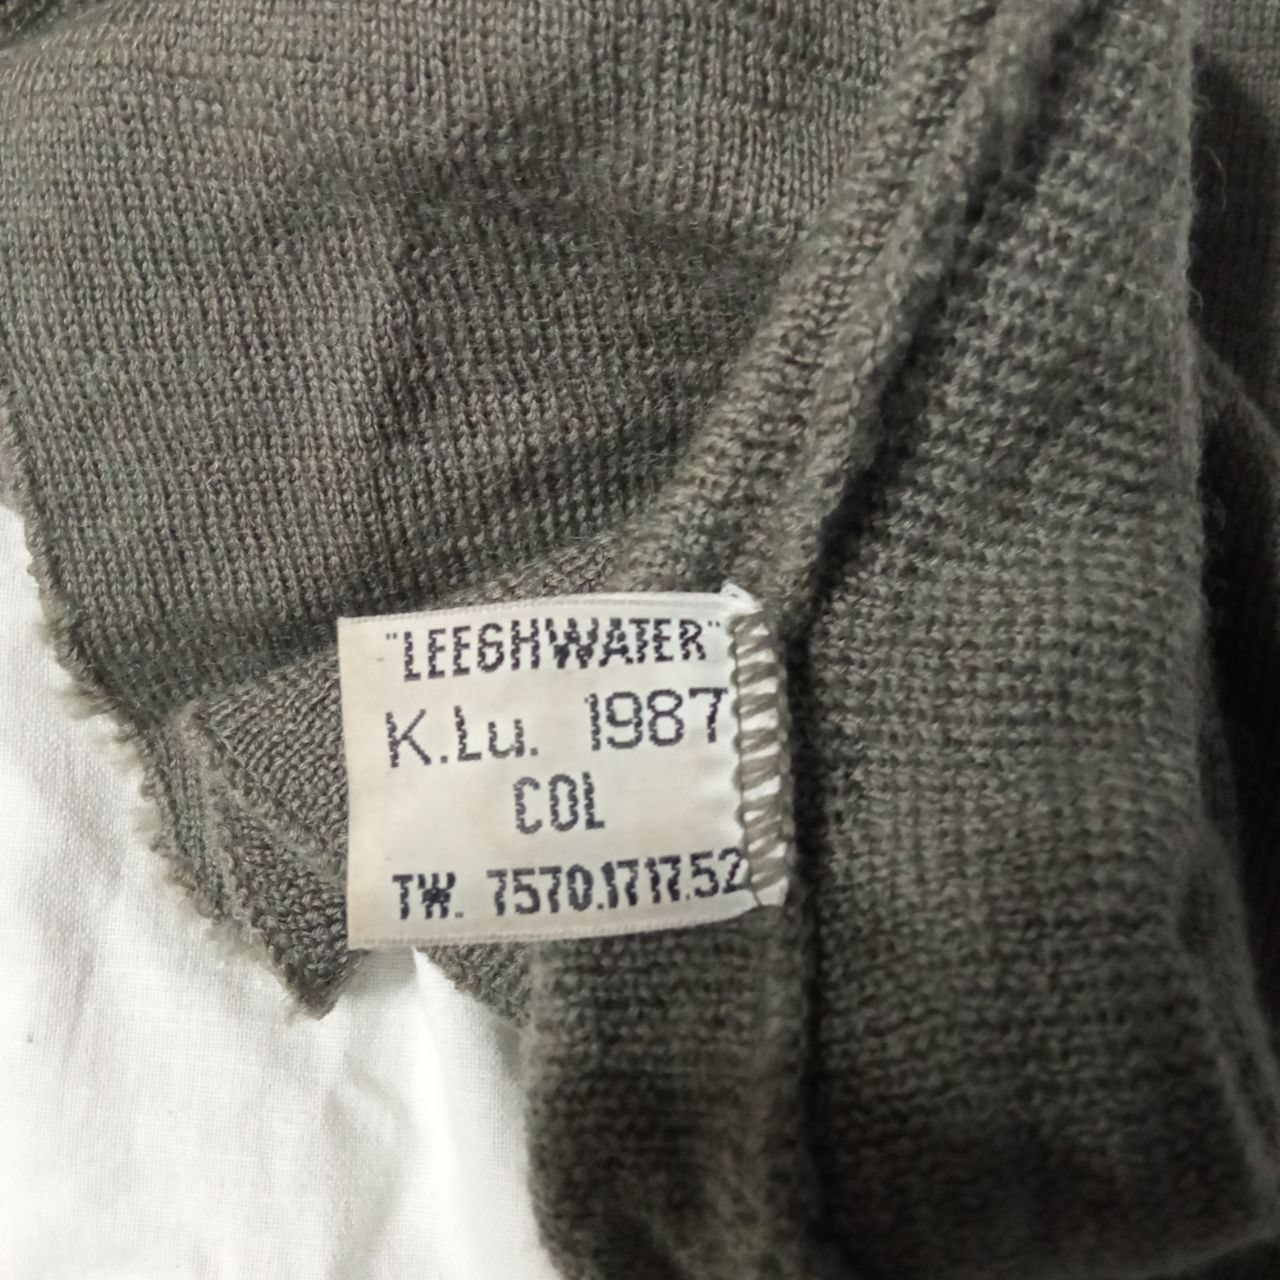 "LEEGHWATER"
K.Lu. 1987
COL
TW. 7570.17.17.52